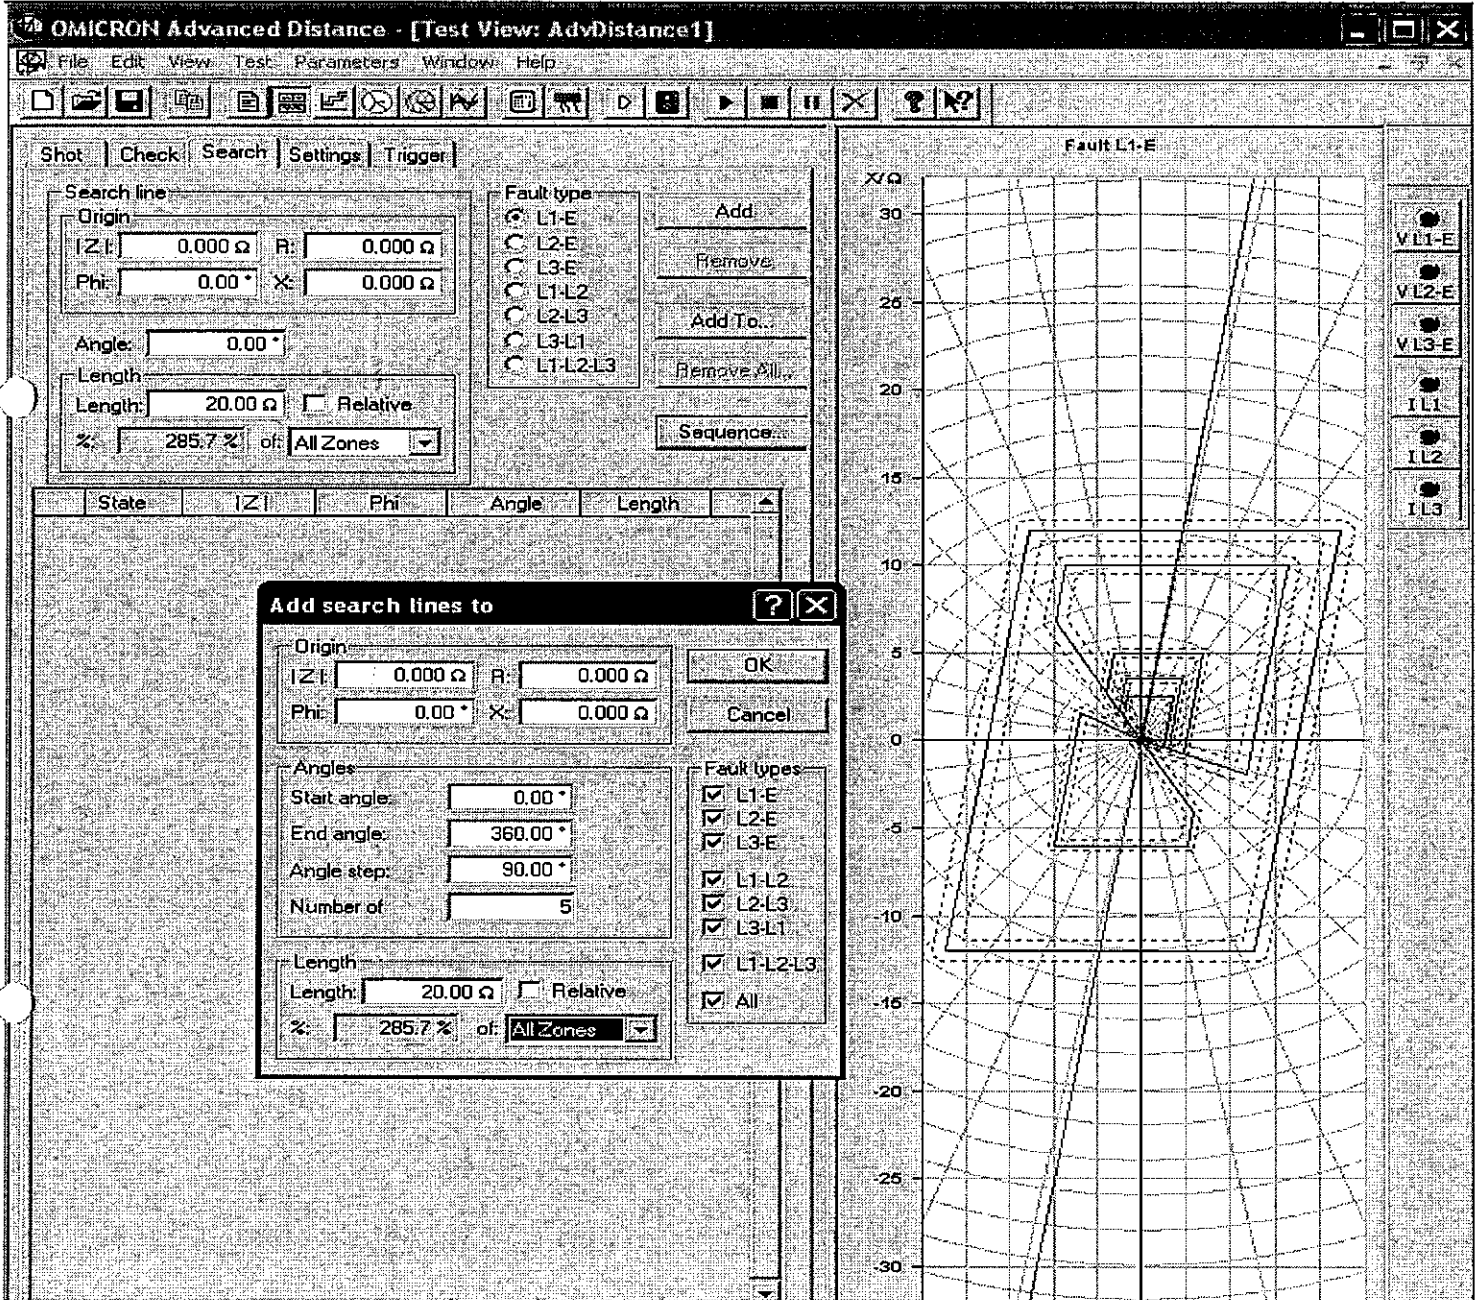 OMICRON Advanced Distance - [Test View: AdvDistance1]
File Edit View Test Parameters Window Help
Shot Check Search Settings Trigger
Search line
Origin
|Z|: 0.000 Ω R: 0.000 Ω
Phi: 0.00 ° X: 0.000 Ω
Angle: 0.00 °
Length
Length: 20.00 Ω Relative
%: 285.7 % of: All Zones
Fault type
L1-E
L2-E
L3-E
L1-L2
L2-L3
L3-L1
L1-L2-L3
Add
Remove
Add To...
Remove All...
Sequence...
State |Z| Phi Angle Length
Add search lines to
Origin
|Z|: 0.000 Ω R: 0.000 Ω
Phi: 0.00 ° X: 0.000 Ω
OK
Cancel
Angles
Start angle: 0.00 °
End angle: 360.00 °
Angle step: 90.00 °
Number of 5
Length
Length: 20.00 Ω Relative
%: 285.7 % of: All Zones
Fault types
L1-E
L2-E
L3-E
L1-L2
L2-L3
L3-L1
L1-L2-L3
All
Fault L1-E
X/Ω
30
25
20
15
10
5
0
-5
-10
-15
-20
-25
-30
V L1-E
V L2-E
V L3-E
I L1
I L2
I L3